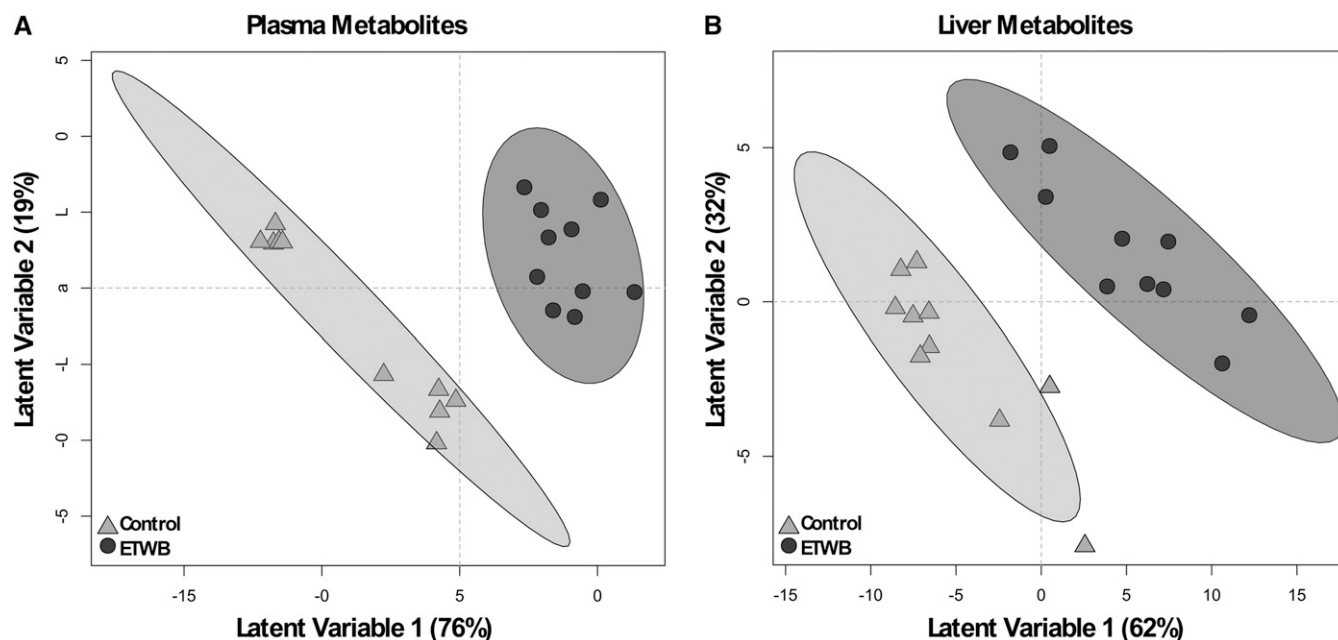 A Plasma Metabolites
Latent Variable 2 (19%)
5
0
L
a
-L
-0
-5
Control
ETWB
-15
-0
5
0
Latent Variable 1 (76%)
B Liver Metabolites
Latent Variable 2 (32%)
5
0
-5
Control
ETWB
-15
-10
-5
0
5
10
15
Latent Variable 1 (62%)